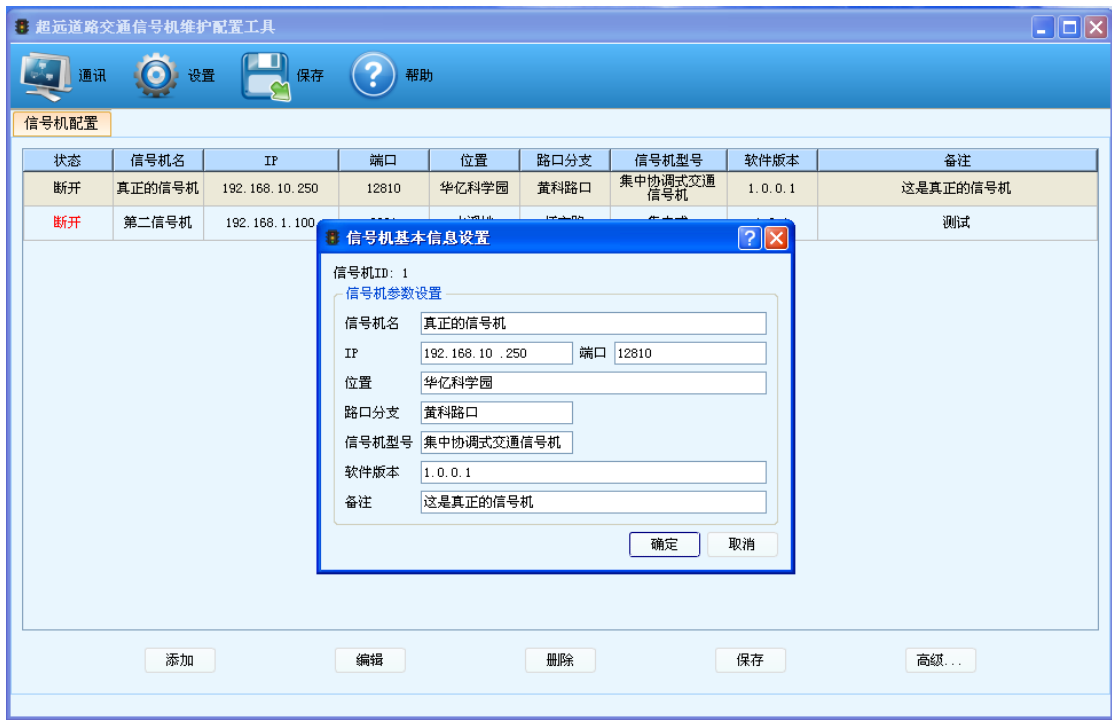 超远道路交通信号机维护配置工具
通讯 设置 保存 帮助
信号机配置
状态 信号机名 IP 端口 位置 路口分支 信号机型号 软件版本 备注
断开 真正的信号机 192.168.10.250 12810 华亿科学园 黄科路口 集中协调式交通信号机 1.0.0.1 这是真正的信号机
断开 第二信号机 192.168.1.100 测试
信号机基本信息设置
信号机ID: 1
信号机参数设置
信号机名 真正的信号机
IP 192.168.10 .250 端口 12810
位置 华亿科学园
路口分支 黄科路口
信号机型号 集中协调式交通信号机
软件版本 1.0.0.1
备注 这是真正的信号机
确定 取消
添加 编辑 删除 保存 高级...